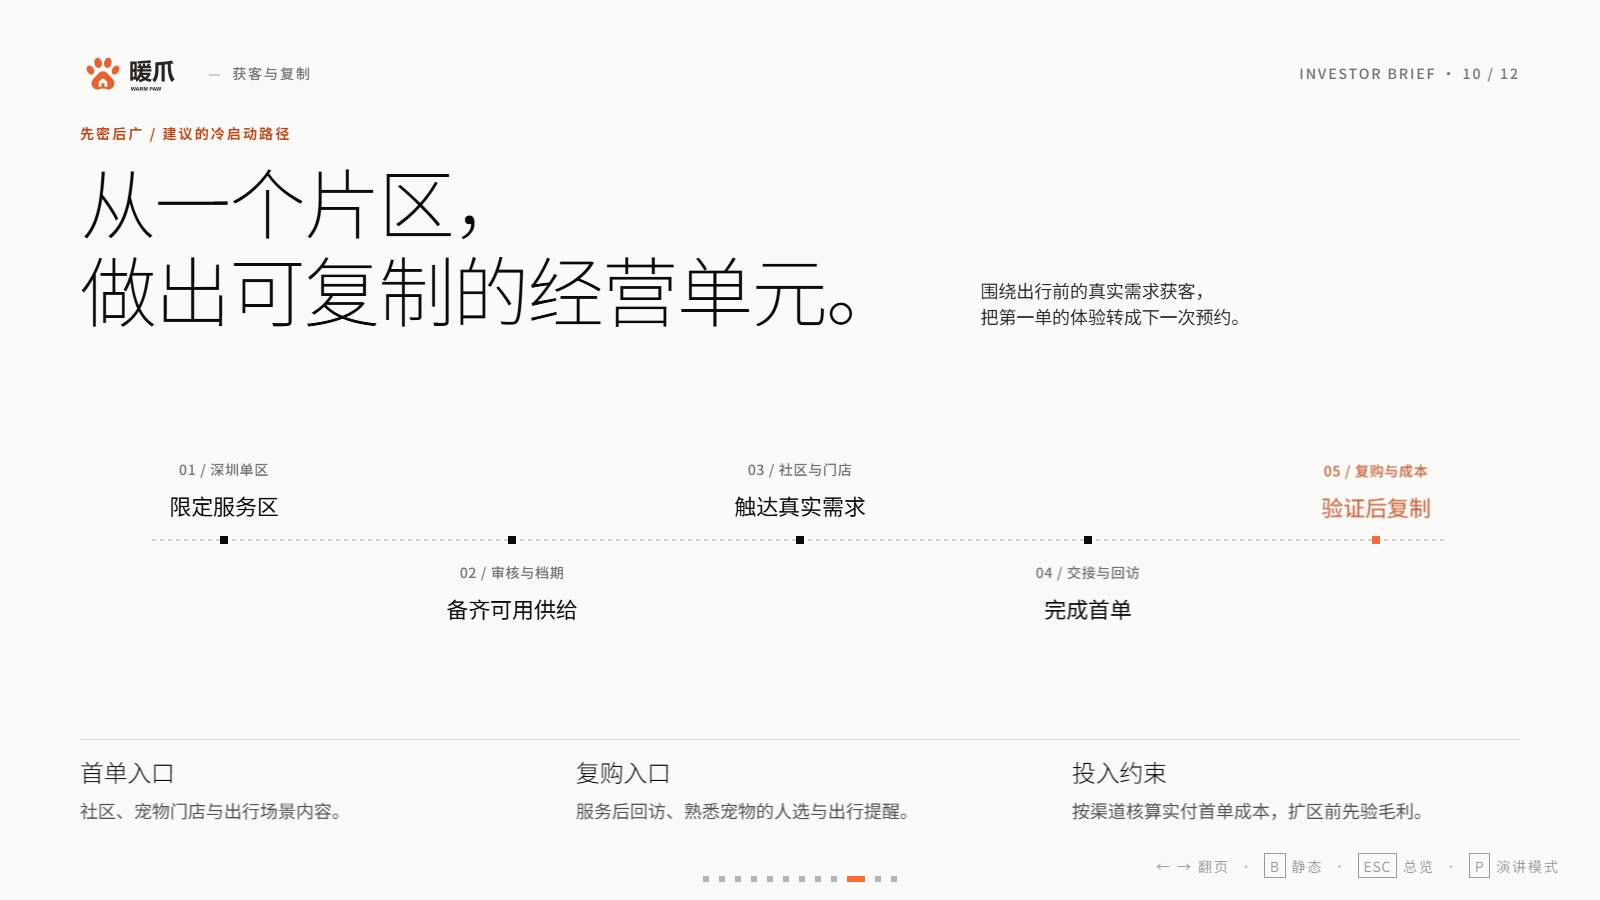 暖爪
WARM PAW
— 获客与复制
INVESTOR BRIEF · 10 / 12
先密后广 / 建议的冷启动路径
从一个片区，
做出可复制的经营单元。
围绕出行前的真实需求获客，
把第一单的体验转成下一次预约。
01 / 深圳单区
限定服务区
02 / 审核与档期
备齐可用供给
03 / 社区与门店
触达真实需求
04 / 交接与回访
完成首单
05 / 复购与成本
验证后复制
首单入口
社区、宠物门店与出行场景内容。
复购入口
服务后回访、熟悉宠物的人选与出行提醒。
投入约束
按渠道核算实付首单成本，扩区前先验毛利。
← → 翻页 · B 静态 · ESC 总览 · P 演讲模式